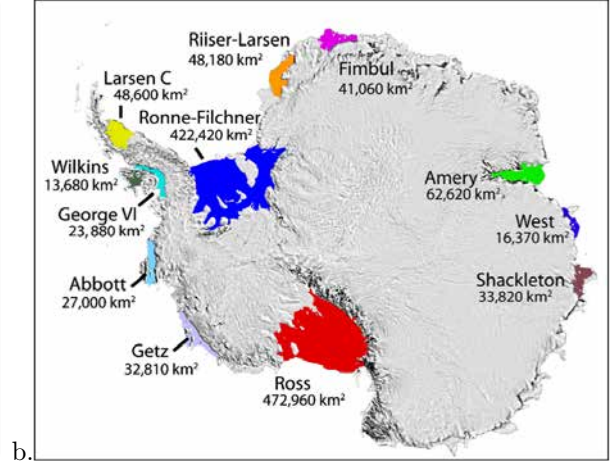 Riiser-Larsen
48,180 km²
Fimbul
41,060 km²
Larsen C
48,600 km²
Ronne-Filchner
422,420 km²
Wilkins
13,680 km²
George VI
23,880 km²
Amery
62,620 km²
West
16,370 km²
Abbott
27,000 km²
Shackleton
33,820 km²
Getz
32,810 km²
Ross
472,960 km²
b.